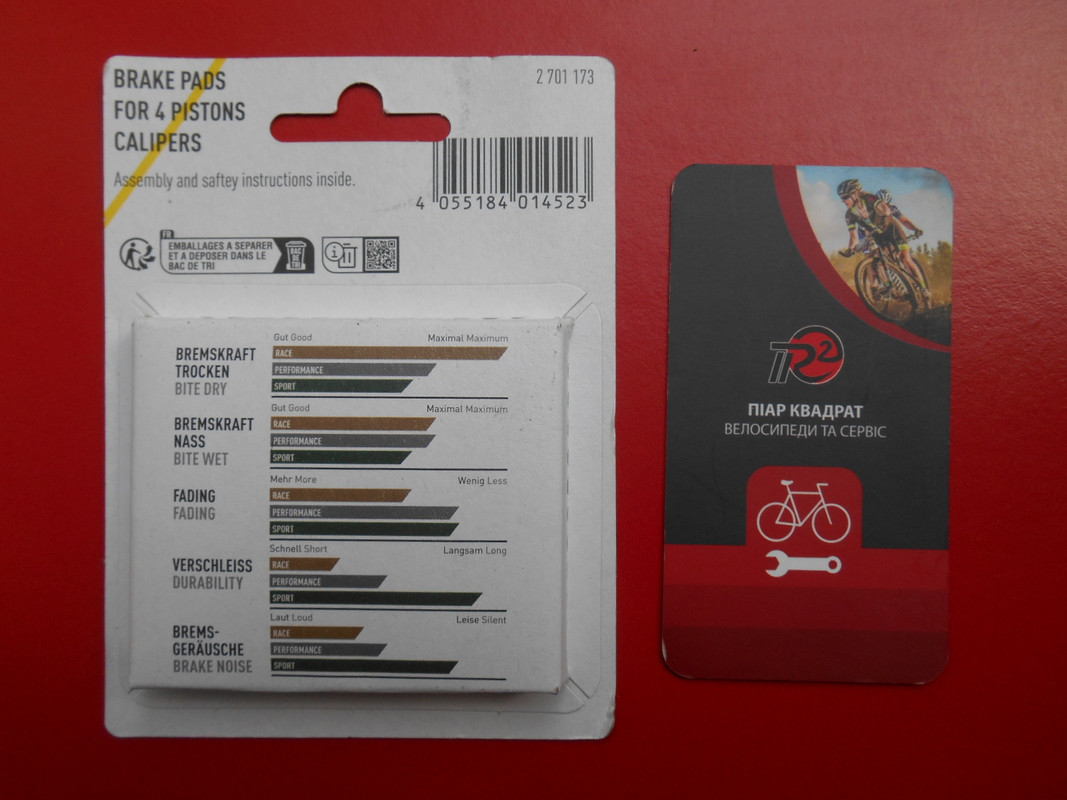 BRAKE PADS
FOR 4 PISTONS
CALIPERS
2 701 173
Assembly and saftey instructions inside.
4 055184 014523
FR
EMBALLAGES A SEPARER
ET A DEPOSER DANS LE
BAC DE TRI
BAC
DE
TRI
Gut Good Maximal Maximum
BREMSKRAFT
TROCKEN
BITE DRY
RACE
PERFORMANCE
SPORT
Gut Good Maximal Maximum
BREMSKRAFT
NASS
BITE WET
RACE
PERFORMANCE
SPORT
Mehr More Wenig Less
FADING
FADING
RACE
PERFORMANCE
SPORT
Schnell Short Langsam Long
VERSCHLEISS
DURABILITY
RACE
PERFORMANCE
SPORT
Laut Loud Leise Silent
BREMS-
GERÄUSCHE
BRAKE NOISE
RACE
PERFORMANCE
SPORT
ПR2
ПІАР КВАДРАТ
ВЕЛОСИПЕДИ ТА СЕРВІС